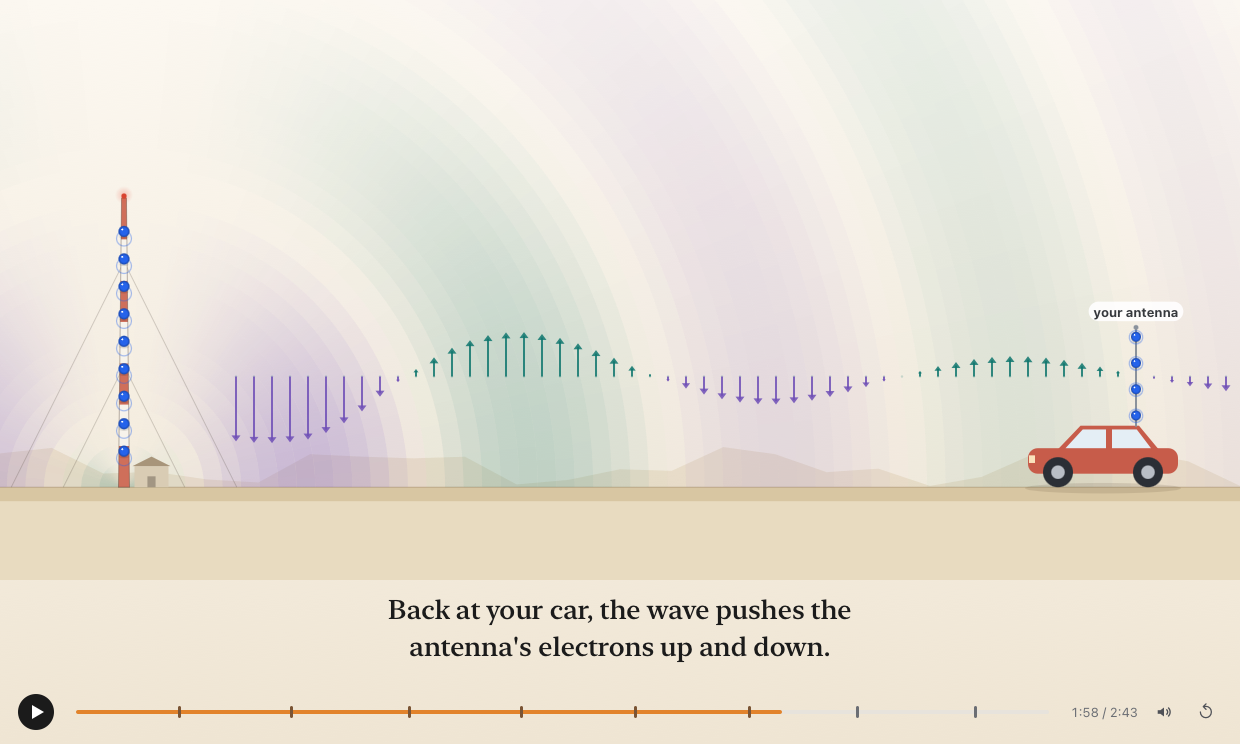 your antenna
Back at your car, the wave pushes the
antenna's electrons up and down.
1:58 / 2:43